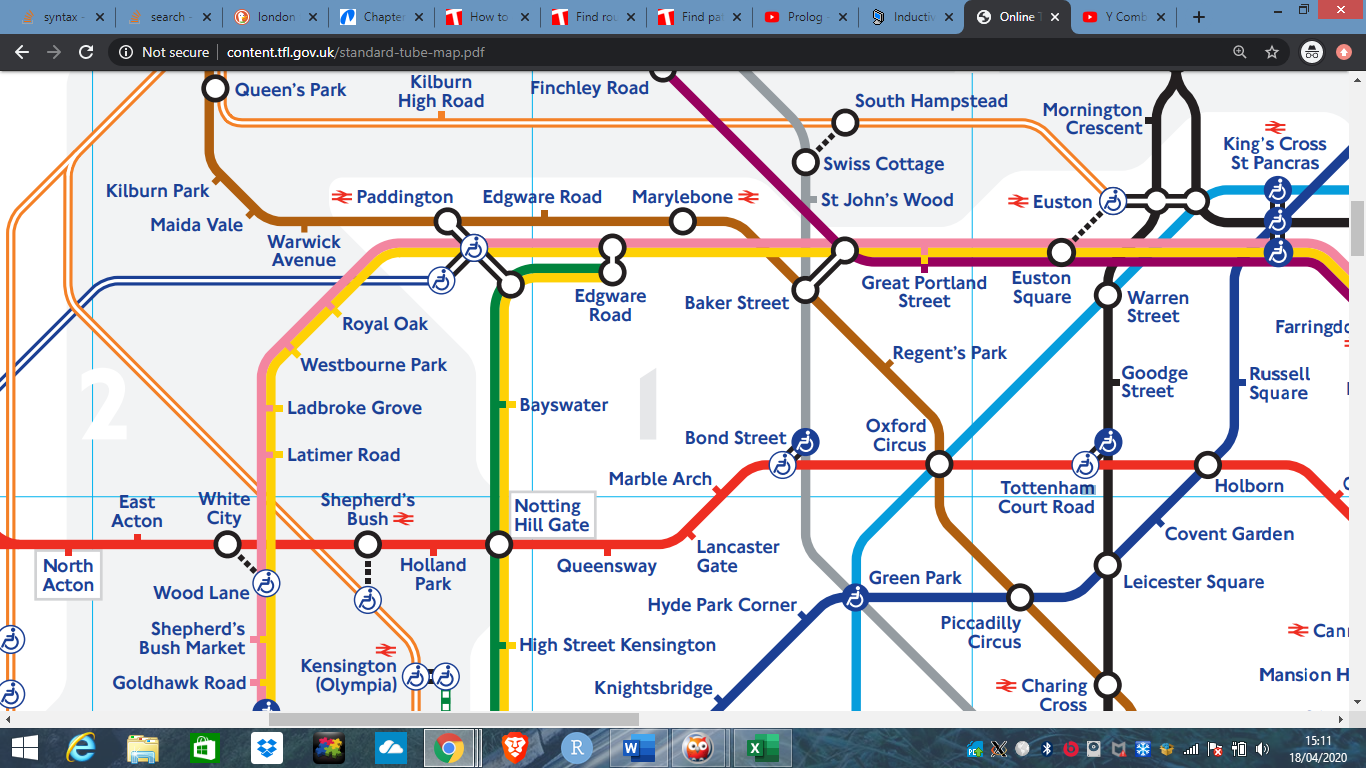 syntax -
search -
london
Chapte
How to
Find rou
Find pat
Prolog -
Inducti
Online T
Y Comb
Not secure
content.tfl.gov.uk/standard-tube-map.pdf
Queen's Park
Kilburn
High Road
Finchley Road
South Hampstead
Mornington
Crescent
King's Cross
St Pancras
Swiss Cottage
Kilburn Park
Paddington
Edgware Road
Marylebone
St John's Wood
Euston
Maida Vale
Warwick
Avenue
Edgware
Road
Baker Street
Great Portland
Street
Euston
Square
Warren
Street
Royal Oak
Farringdo
Westbourne Park
Regent's Park
Goodge
Street
Russell
Square
2
1
Ladbroke Grove
Bayswater
Latimer Road
Bond Street
Oxford
Circus
Marble Arch
Tottenham
Court Road
Holborn
East
Acton
White
City
Shepherd's
Bush
Notting
Hill Gate
North
Acton
Holland
Park
Queensway
Lancaster
Gate
Covent Garden
Wood Lane
Green Park
Leicester Square
Hyde Park Corner
Piccadilly
Circus
Shepherd's
Bush Market
High Street Kensington
Cann
Kensington
(Olympia)
Goldhawk Road
Knightsbridge
Charing
Cross
Mansion H
15:11
18/04/2020